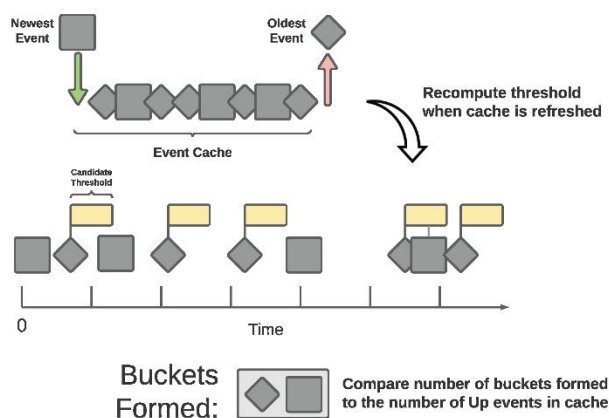 Newest
Event
Oldest
Event
Event Cache
Recompute threshold
when cache is refreshed
Candidate
Threshold
0
Time
Buckets
Formed:
Compare number of buckets formed
to the number of Up events in cache